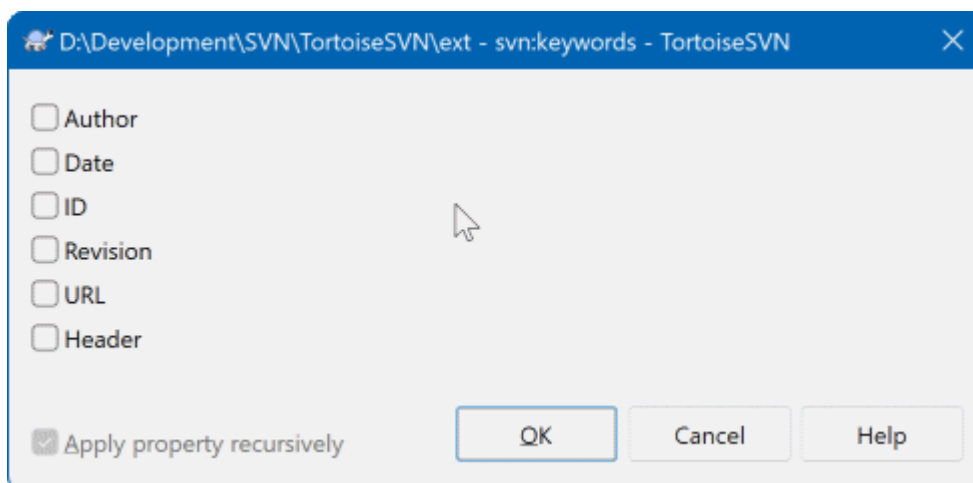 D:\Development\SVN\TortoiseSVN\ext - svn:keywords - TortoiseSVN
Author
Date
ID
Revision
URL
Header
Apply property recursively
OK
Cancel
Help